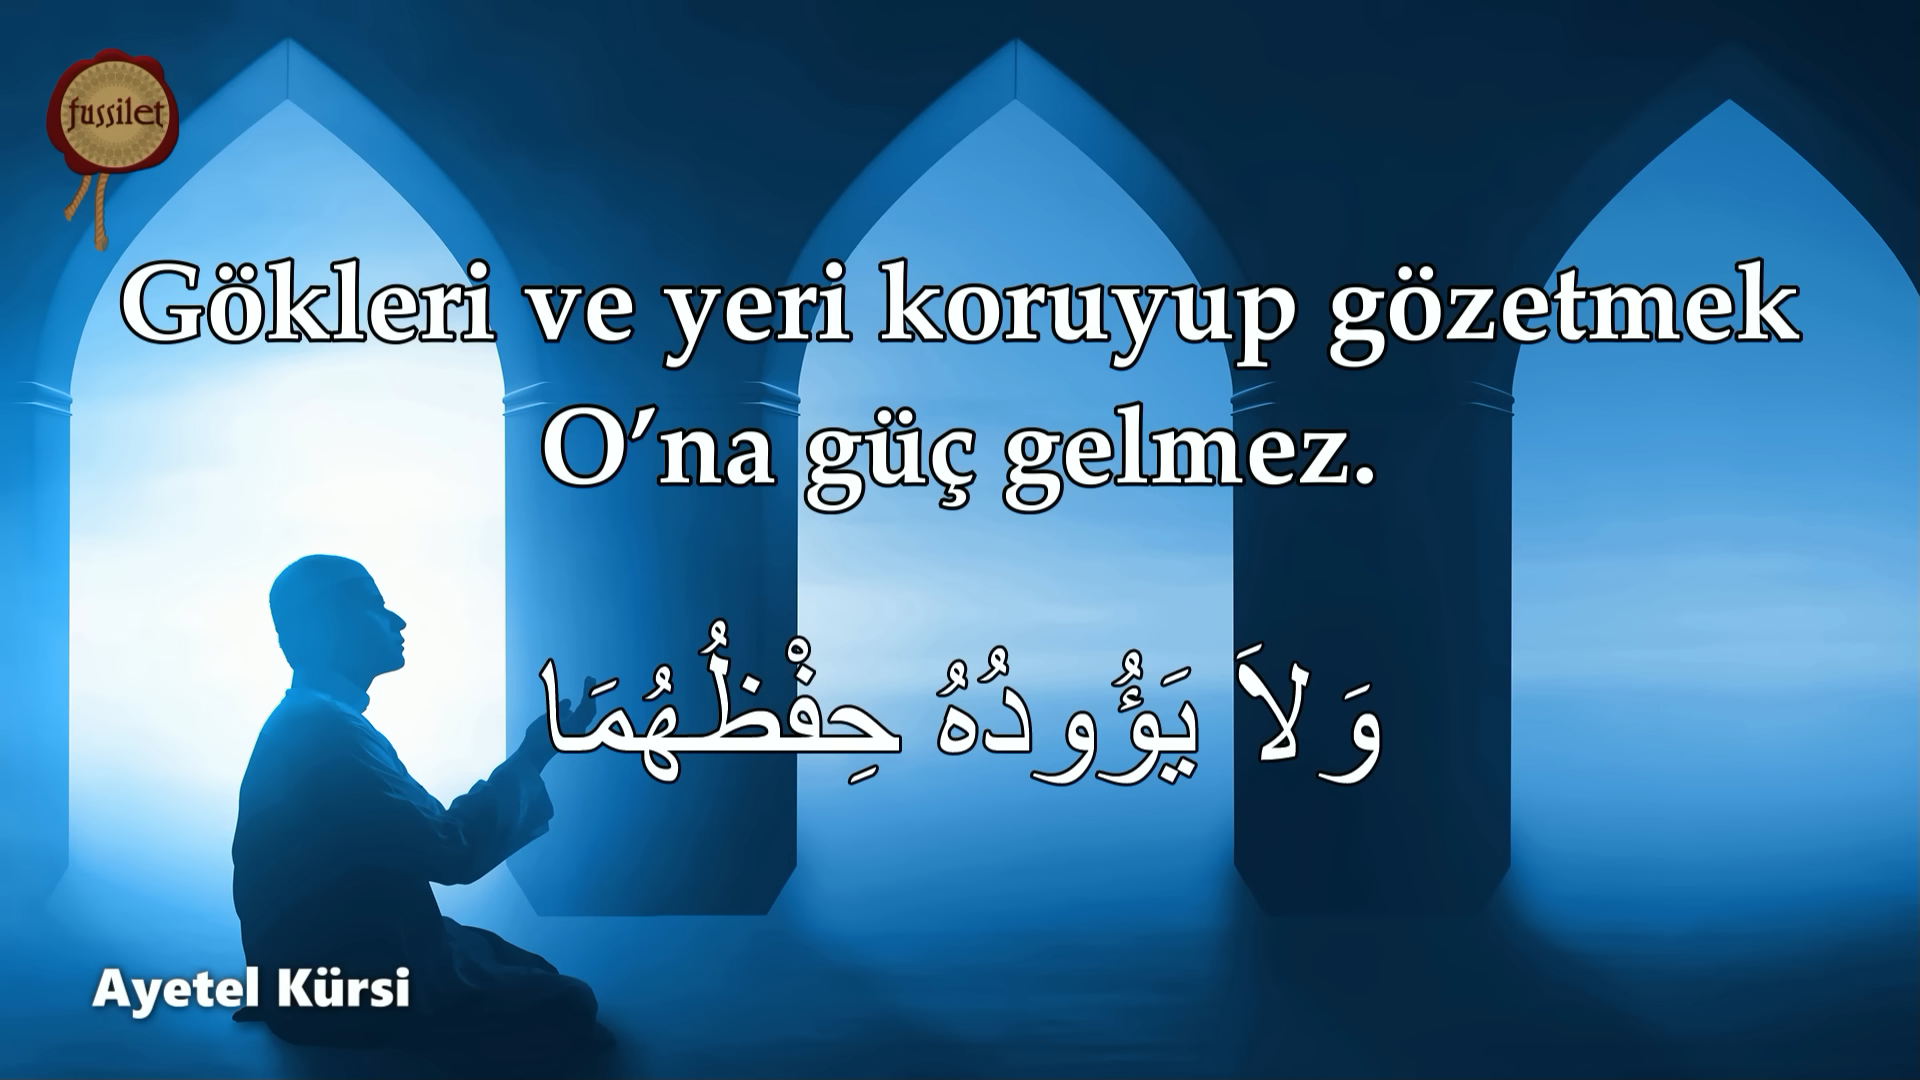 fussilet
Gökleri ve yeri koruyup gözetmek
O’na güç gelmez.
وَلاَ يَؤُودُهُ حِفْظُهُمَا
Ayetel Kürsi